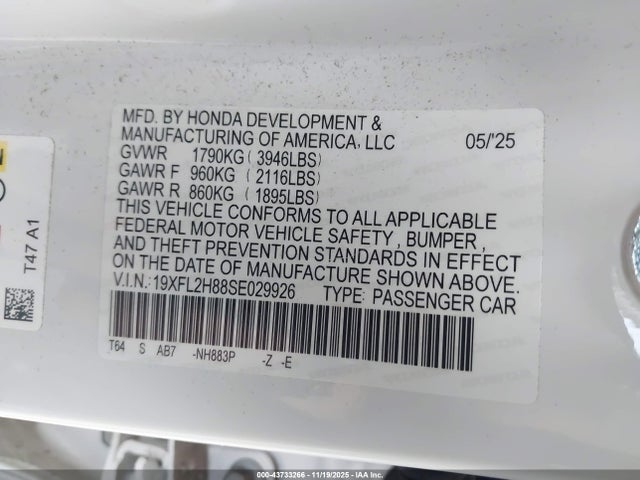 MFD. BY HONDA DEVELOPMENT &
MANUFACTURING OF AMERICA, LLC 05/'25
GVWR 1790KG (3946LBS)
GAWR F 960KG (2116LBS)
GAWR R 860KG (1895LBS)
THIS VEHICLE CONFORMS TO ALL APPLICABLE
FEDERAL MOTOR VEHICLE SAFETY, BUMPER,
AND THEFT PREVENTION STANDARDS IN EFFECT
ON THE DATE OF MANUFACTURE SHOWN ABOVE.
V.I.N.:19XFL2H88SE029926 TYPE: PASSENGER CAR
T64 S AB7 -NH883P -Z -E
T47 A1
000-43733266 - 11/19/2025 - IAA Inc.